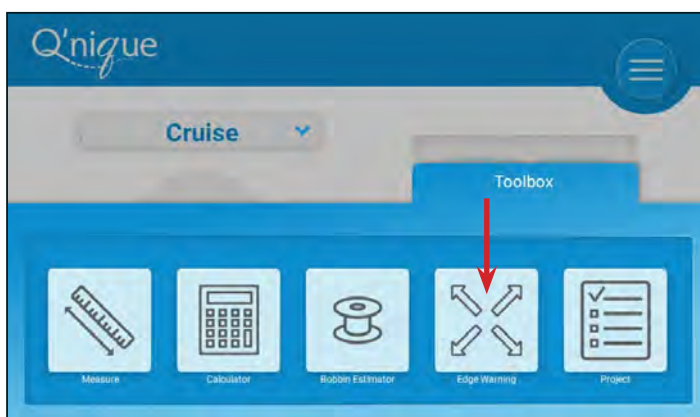 Q'nique
Cruise
Toolbox
Measure
Calculator
Bobbin Estimator
Edge Warning
Project